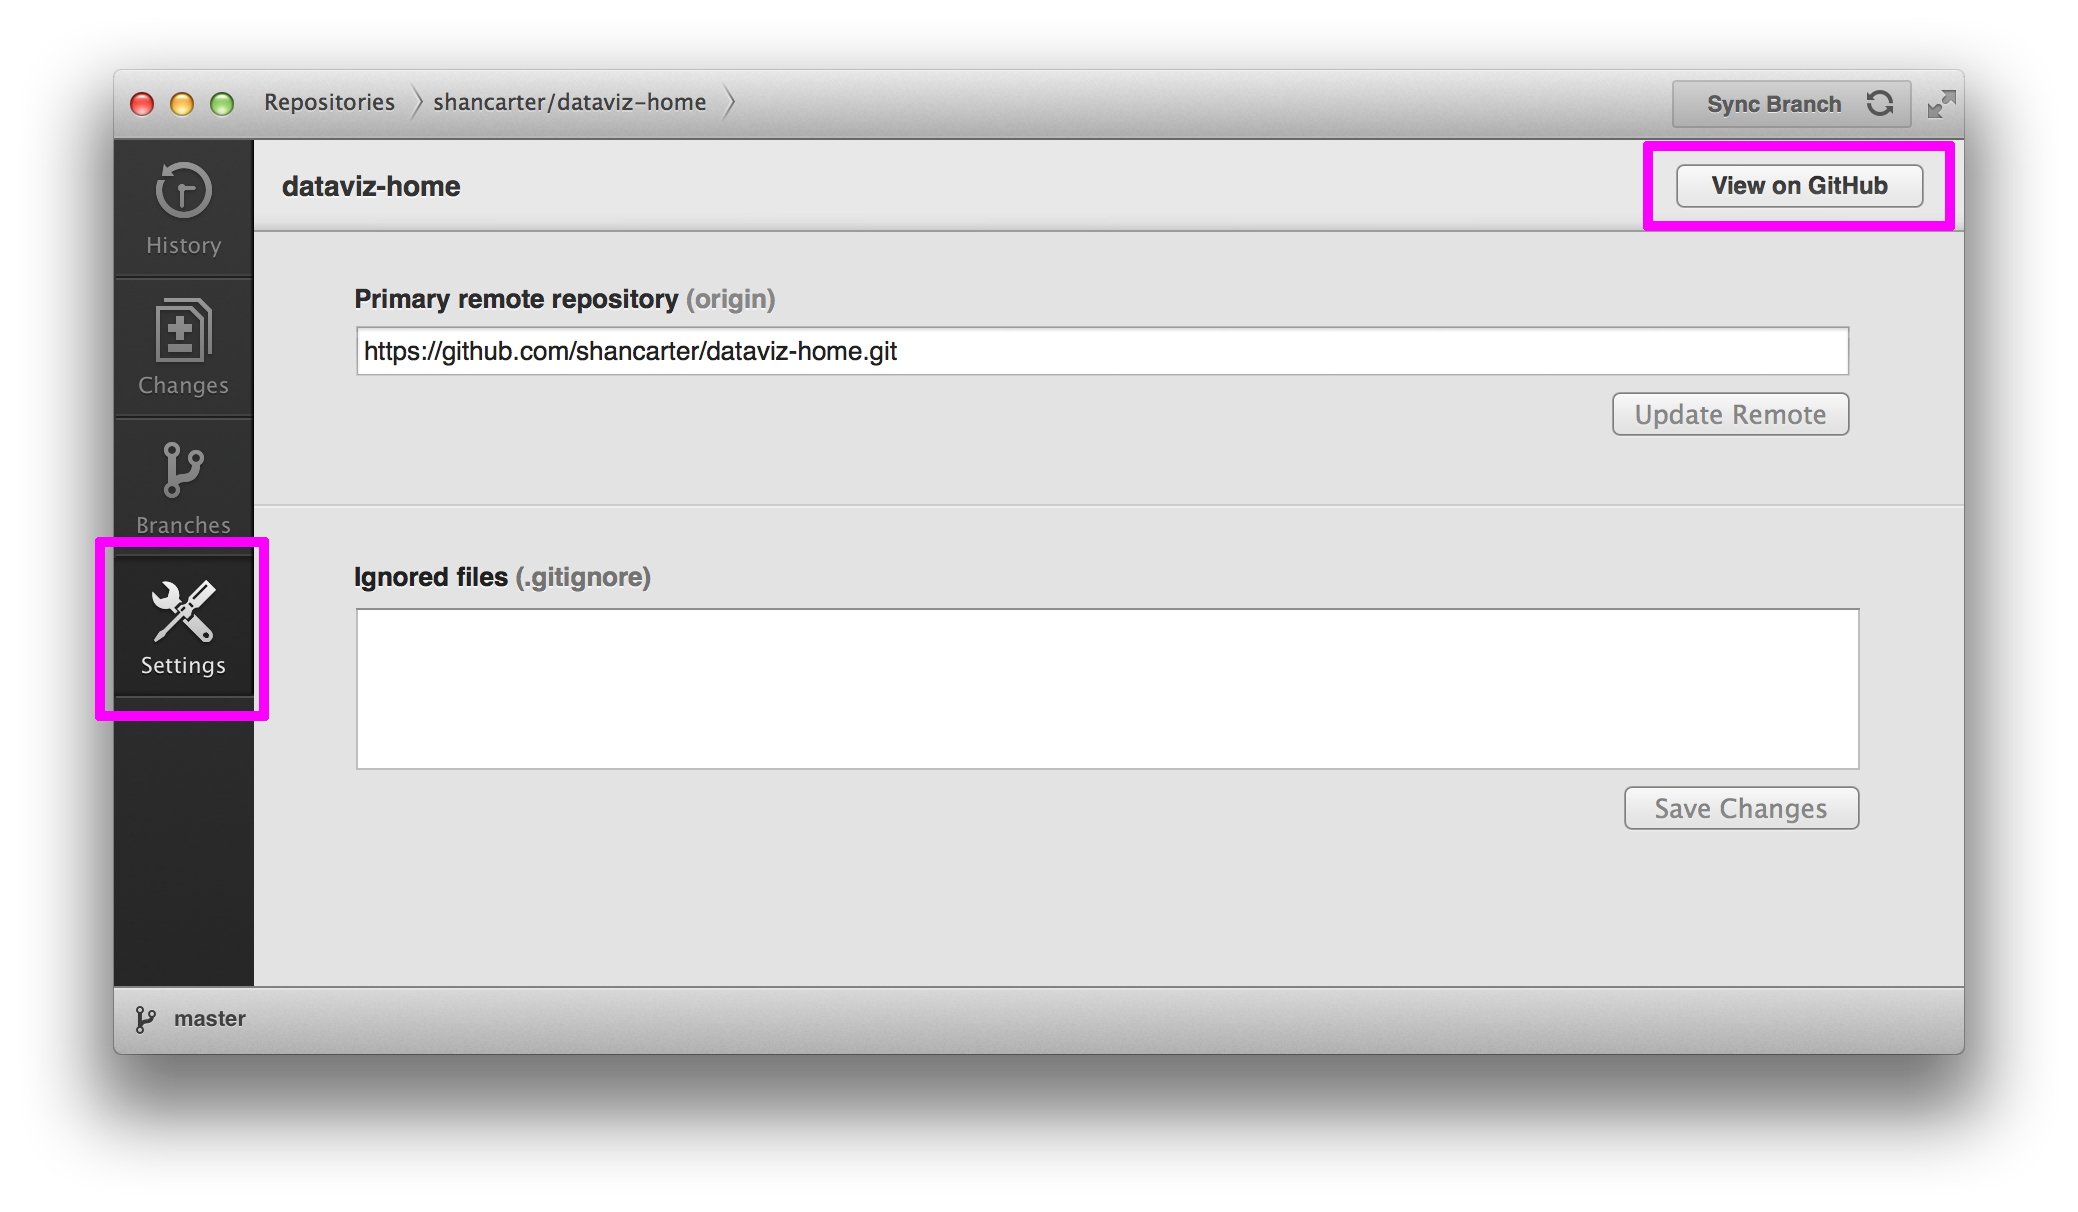 Repositories
shancarter/dataviz-home
Sync Branch
History
Changes
Branches
Settings
dataviz-home
View on GitHub
Primary remote repository (origin)
https://github.com/shancarter/dataviz-home.git
Update Remote
Ignored files (.gitignore)
Save Changes
master